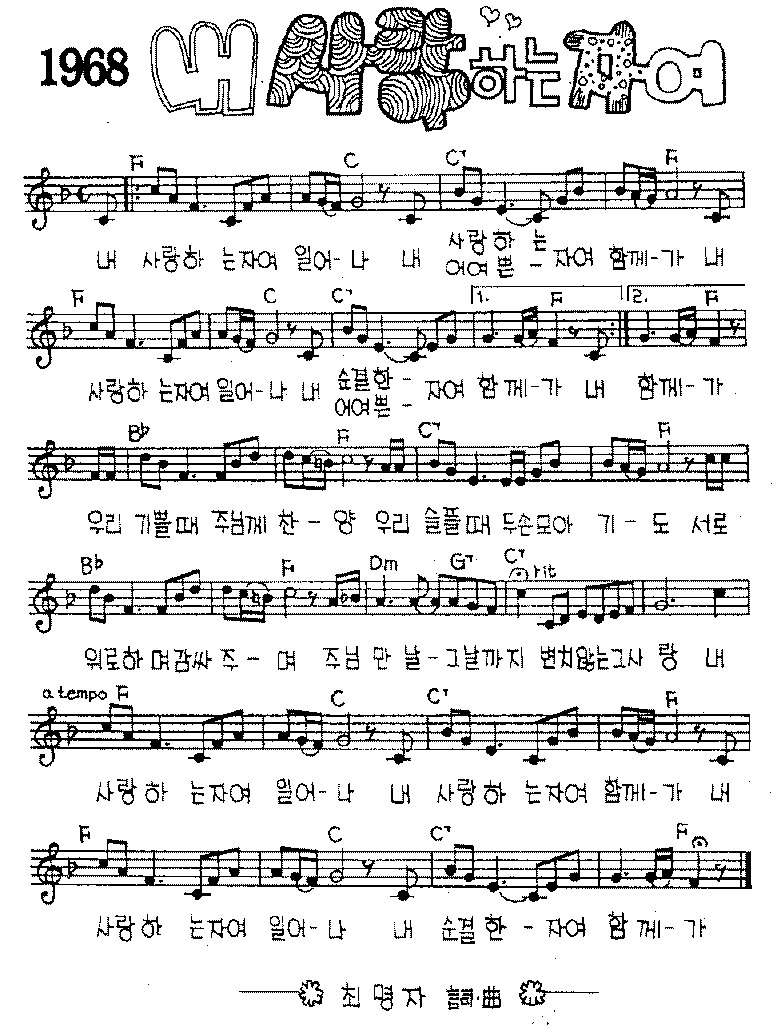 1968 내 사랑하는 자여
F C C7 F
내 사랑하 는자여 일어-나 내 사랑하 는
어여쁜 - 자여 함께-가 내
F C C7 1. F 2. F
사랑하 는자여 일어-나 내 순결한 - 자여 함 께-가 내 함께-가
어여쁜 -
Bb F C7 F
우리 기쁠때 주님께 찬 - 양 우리 슬플때 두손모아 기 - 도 서로
Bb F Dm G7 C7 rit
위로하며감싸 주 - 며 주님 만 날-그날까지 변치않는그사 랑 내
a tempo F C C7 F
사랑하 는자여 일어-나 내 사랑하 는자여 함께-가 내
F C C7 F
사랑하 는자여 일어-나 내 순결한 - 자여 함 께-가
최 명 자 詞·曲